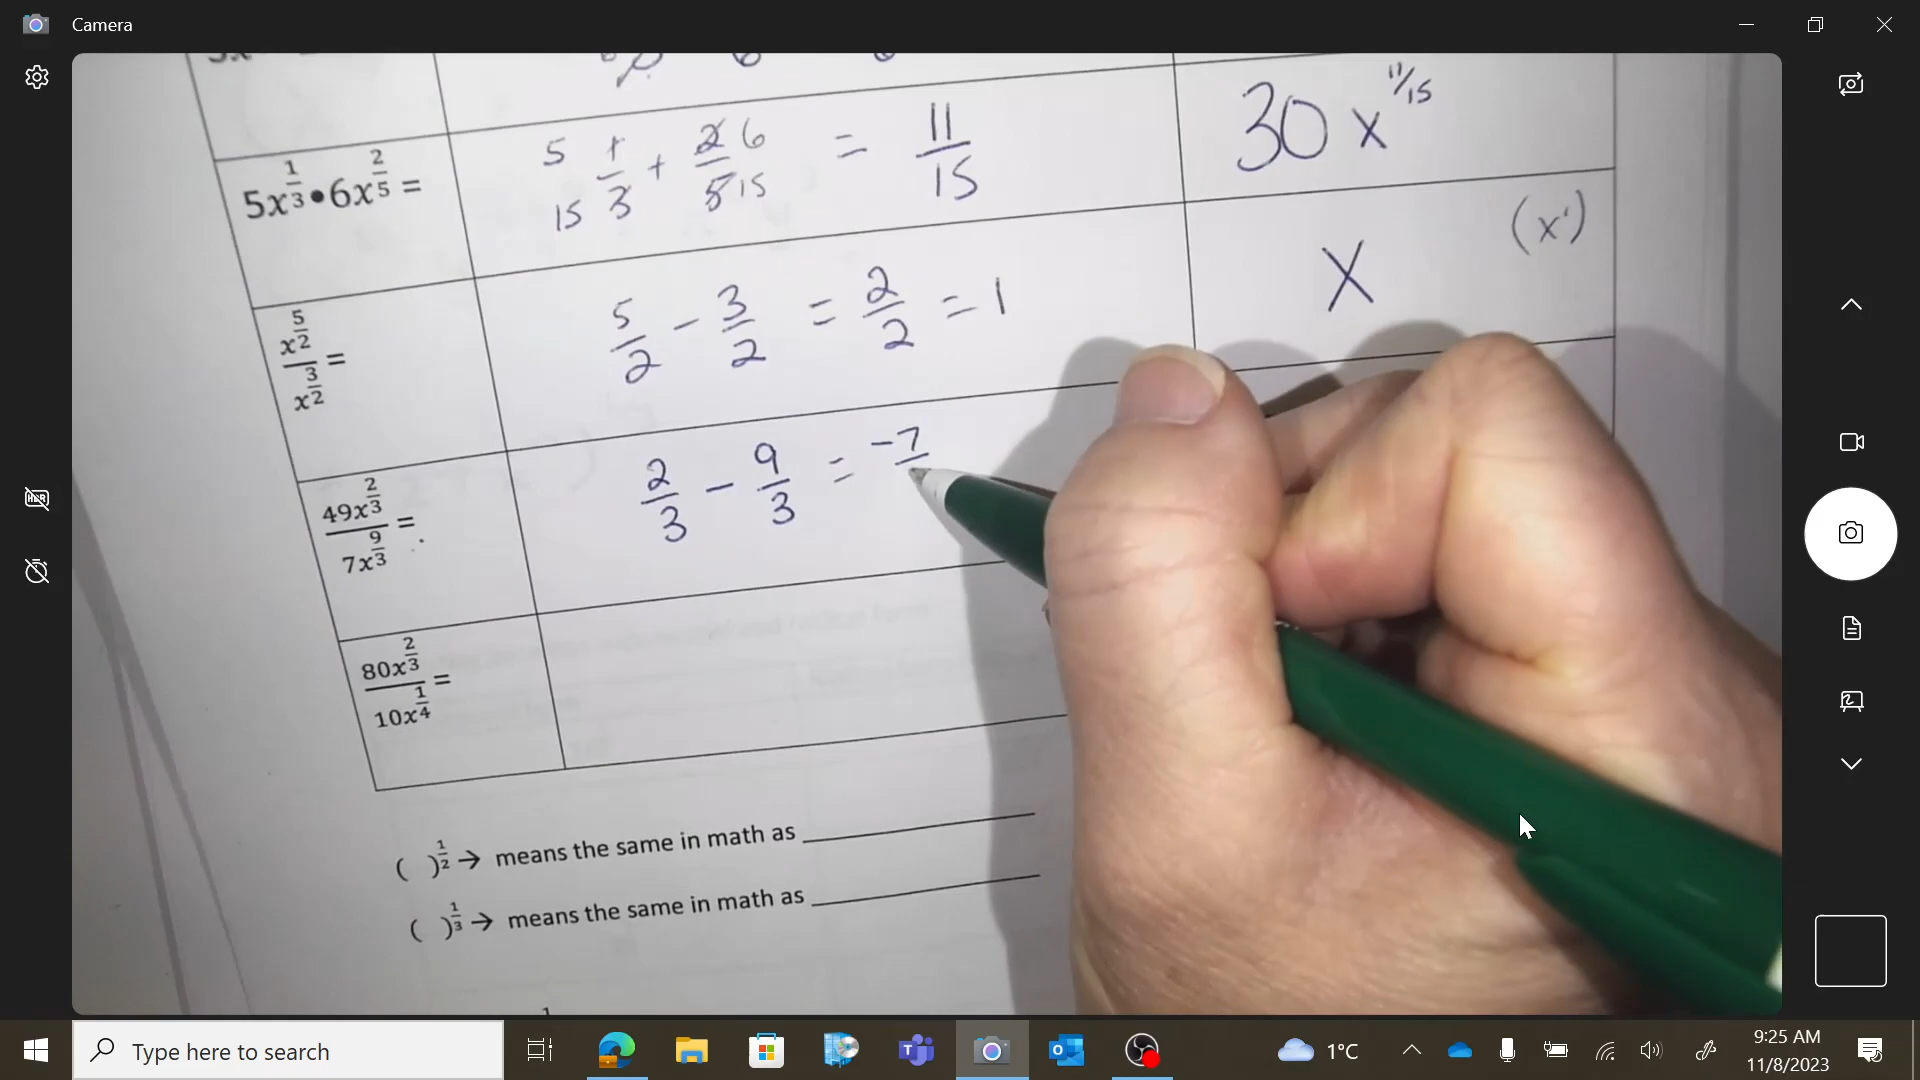 Camera
30 x^{11/15}
5x^{1/3}•6x^{2/5} =
5 1/3 + 2/5 6 = 11/15
15 15
x^{5/2}/x^{3/2} =
5/2 - 3/2 = 2/2 = 1
X
(x^1)
49x^{2/3}/7x^{9/3} =
2/3 - 9/3 = -7
80x^{2/3}/10x^{1/4} =
( )^{1/2} → means the same in math as __________
( )^{1/3} → means the same in math as __________
Type here to search
1°C
9:25 AM
11/8/2023